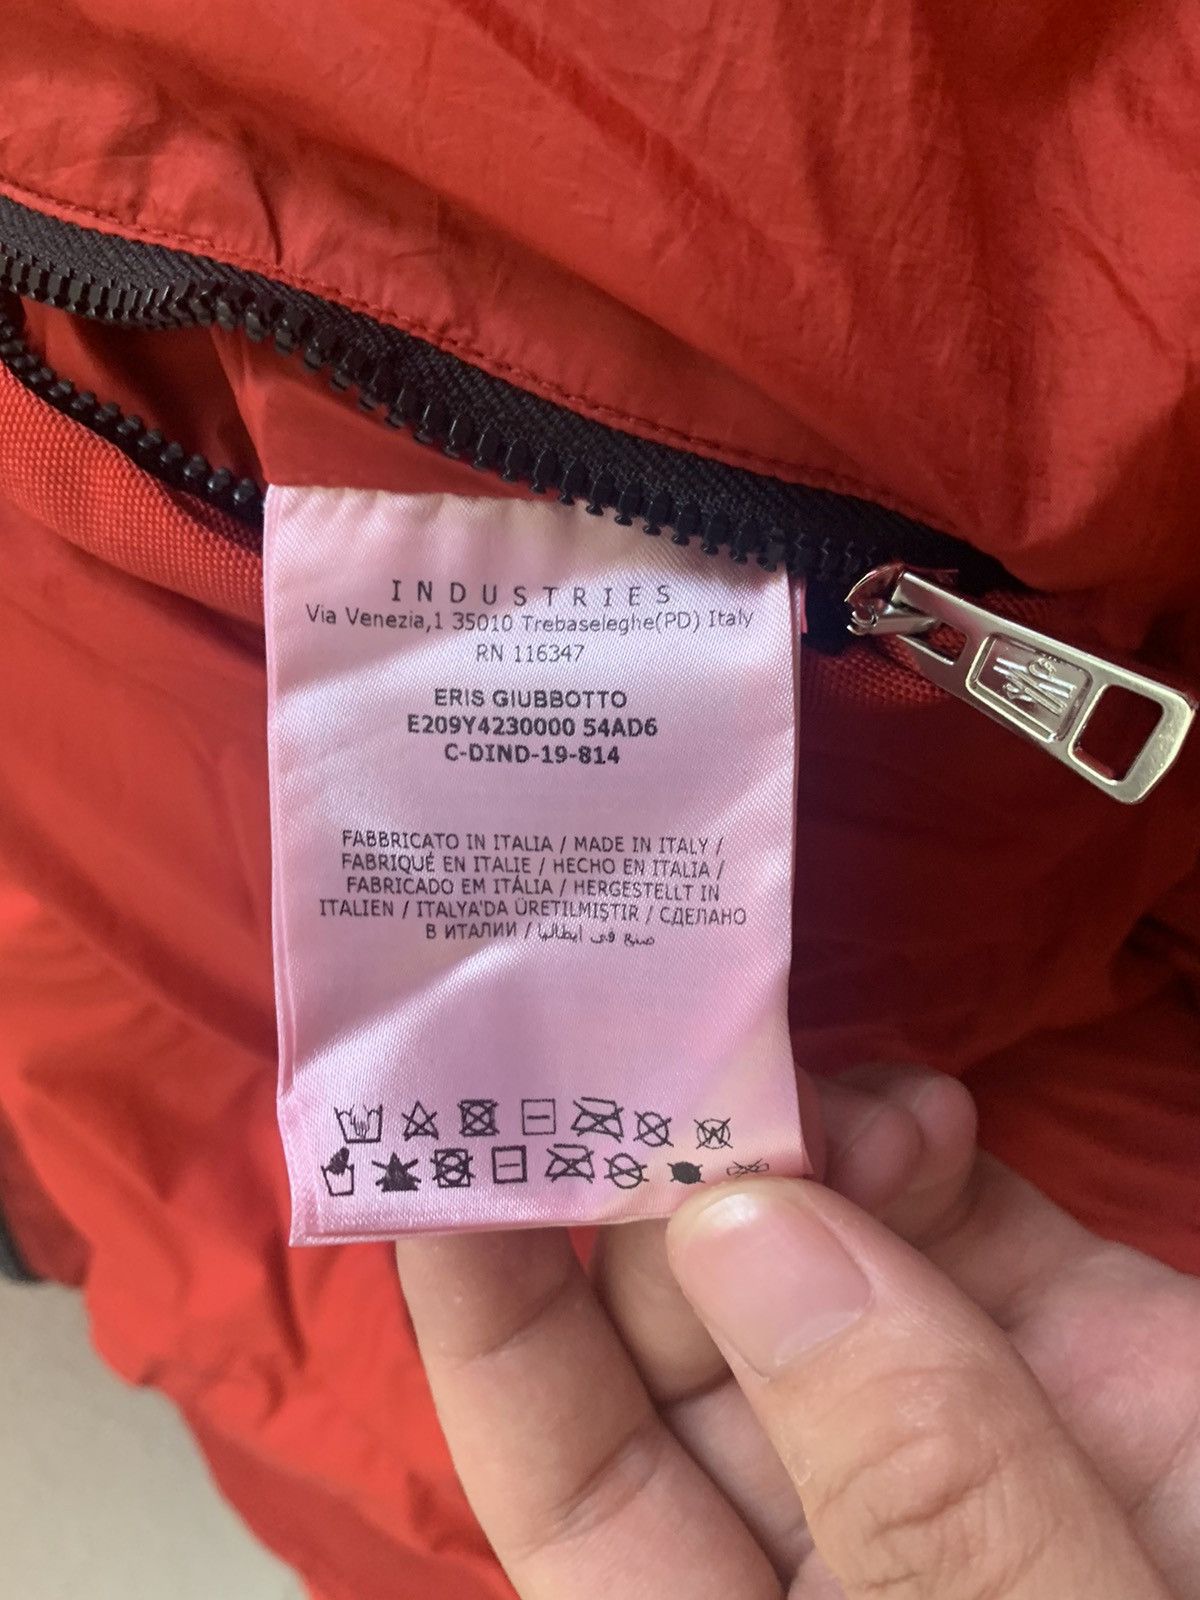 INDUSTRIES
Via Venezia,1 35010 Trebaseleghe(PD) Italy
RN 116347
ERIS GIUBBOTTO
E209Y4230000 54AD6
C-DIND-19-814
FABBRICATO IN ITALIA / MADE IN ITALY /
FABRIQUÉ EN ITALIE / HECHO EN ITALIA /
FABRICADO EM ITÁLIA / HERGESTELLT IN
ITALIEN / ITALYA'DA ÜRETILMIŞTIR / СДЕЛАНО
В ИТАЛИИ / صنع في ايطاليا